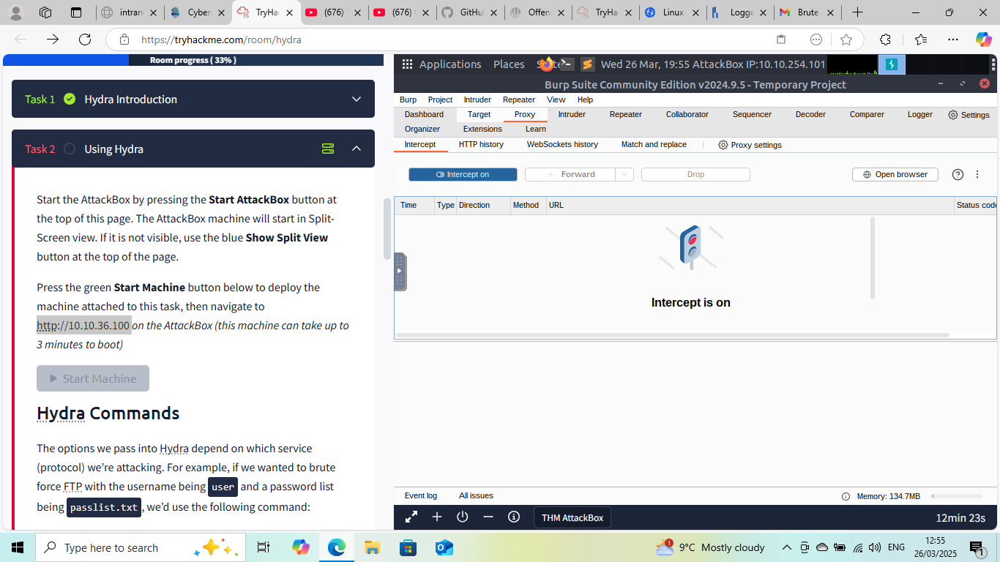 intran
Cyber:
TryHac
(676)
(676) (
GitHu
Offen
TryHa
Linux
Logge
Brute
https://tryhackme.com/room/hydra
Room progress ( 33% )
Task 1 Hydra Introduction
Task 2 Using Hydra
Start the AttackBox by pressing the Start AttackBox button at
the top of this page. The AttackBox machine will start in Split-
Screen view. If it is not visible, use the blue Show Split View
button at the top of the page.
Press the green Start Machine button below to deploy the
machine attached to this task, then navigate to
http://10.10.36.100 on the AttackBox (this machine can take up to
3 minutes to boot)
Start Machine
Hydra Commands
The options we pass into Hydra depend on which service
(protocol) we're attacking. For example, if we wanted to brute
force FTP with the username being user and a password list
being passlist.txt, we'd use the following command:
Applications Places Wed 26 Mar, 19:55 AttackBox IP:10.10.254.101
Burp Suite Community Edition v2024.9.5 - Temporary Project
Burp Project Intruder Repeater View Help
Dashboard Target Proxy Intruder Repeater Collaborator Sequencer Decoder Comparer Logger Settings
Organizer Extensions Learn
Intercept HTTP history WebSockets history Match and replace Proxy settings
Intercept on Forward Drop Open browser
Time Type Direction Method URL Status code
Intercept is on
Event log All issues Memory: 134.7MB
THM AttackBox 12min 23s
Type here to search
1
9°C Mostly cloudy
ENG
12:55
26/03/2025
1